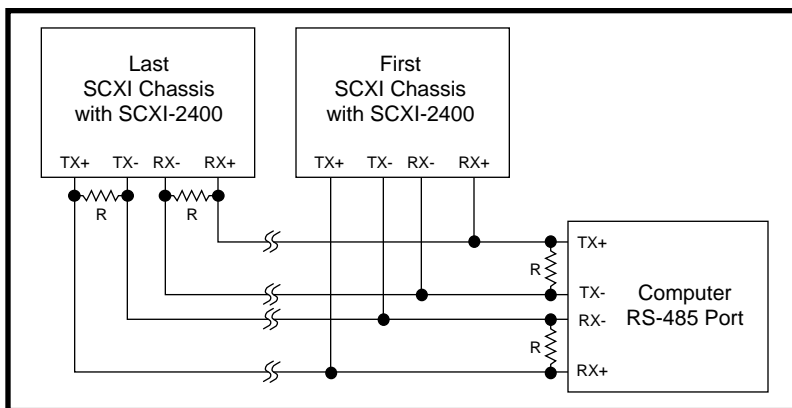 Last
SCXI Chassis
with SCXI-2400
TX+ TX- RX- RX+
R R
First
SCXI Chassis
with SCXI-2400
TX+ TX- RX- RX+
TX+
R
TX-
RX-
R
RX+
Computer
RS-485 Port